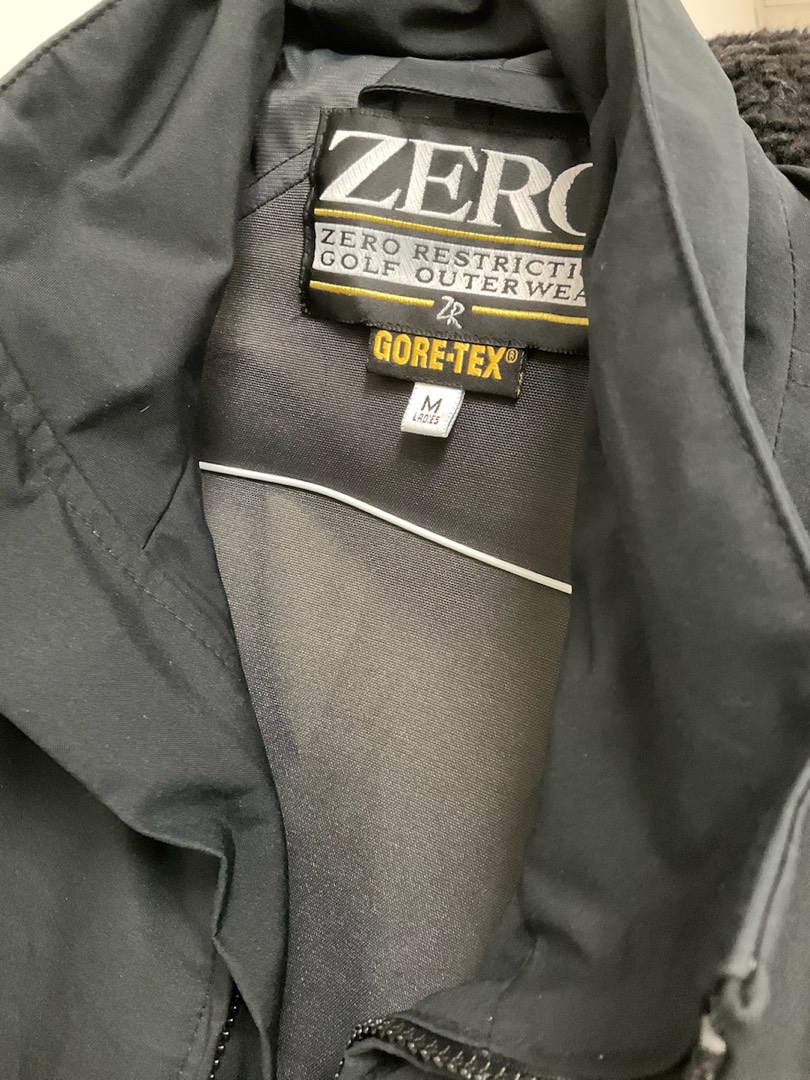 ZERO
ZERO RESTRICTI
GOLF OUTERWEA
ZR
GORE-TEX®
M
LADIES